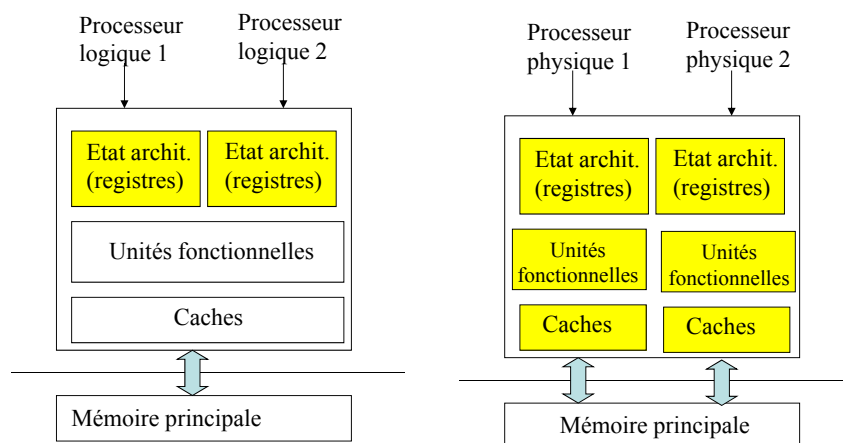 Processeur
logique 1
Processeur
logique 2
Etat archit.
(registres)
Etat archit.
(registres)
Unités fonctionnelles
Caches
Mémoire principale
Processeur
physique 1
Processeur
physique 2
Etat archit.
(registres)
Etat archit.
(registres)
Unités
fonctionnelles
Unités
fonctionnelles
Caches
Caches
Mémoire principale